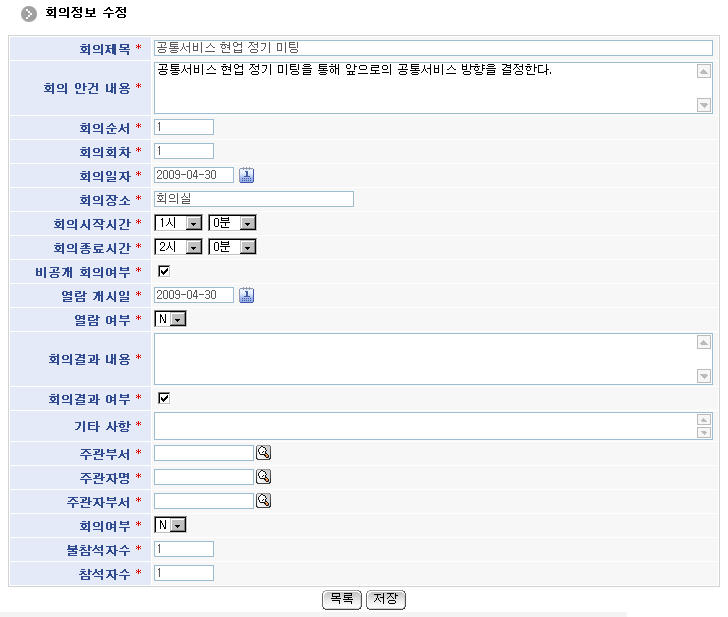 회의정보 수정
회의제목 * 공통서비스 현업 정기 미팅
회의 안건 내용 * 공통서비스 현업 정기 미팅을 통해 앞으로의 공통서비스 방향을 결정한다.
회의순서 * 1
회의회차 * 1
회의일자 * 2009-04-30
회의장소 * 회의실
회의시작시간 * 1시 0분
회의종료시간 * 2시 0분
비공개 회의여부 *
열람 개시일 * 2009-04-30
열람 여부 * N
회의결과 내용 *
회의결과 여부 *
기타 사항 *
주관부서 *
주관자명 *
주관자부서 *
회의여부 * N
불참석자수 * 1
참석자수 * 1
목록 저장